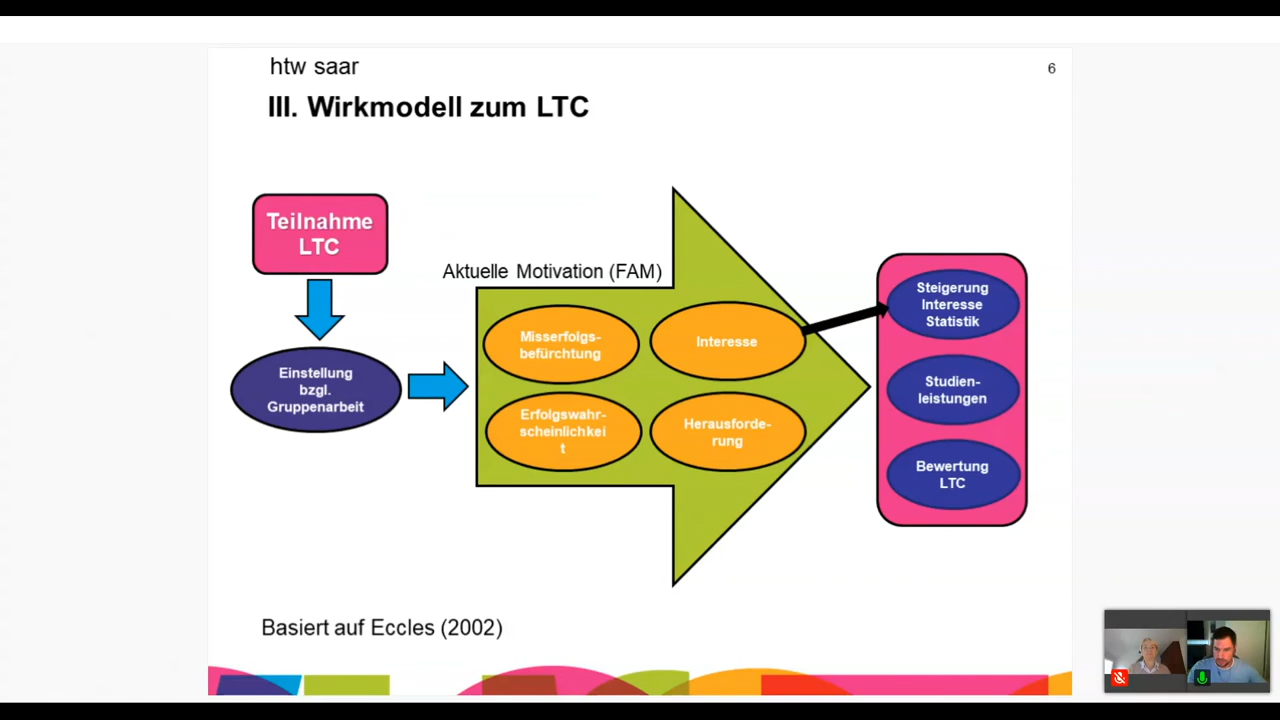 htw saar
6
III. Wirkmodell zum LTC
Teilnahme
LTC
Einstellung
bzgl.
Gruppenarbeit
Aktuelle Motivation (FAM)
Misserfolgs-
befürchtung
Interesse
Erfolgswahr-
scheinlichkei
t
Herausforde-
rung
Steigerung
Interesse
Statistik
Studien-
leistungen
Bewertung
LTC
Basiert auf Eccles (2002)